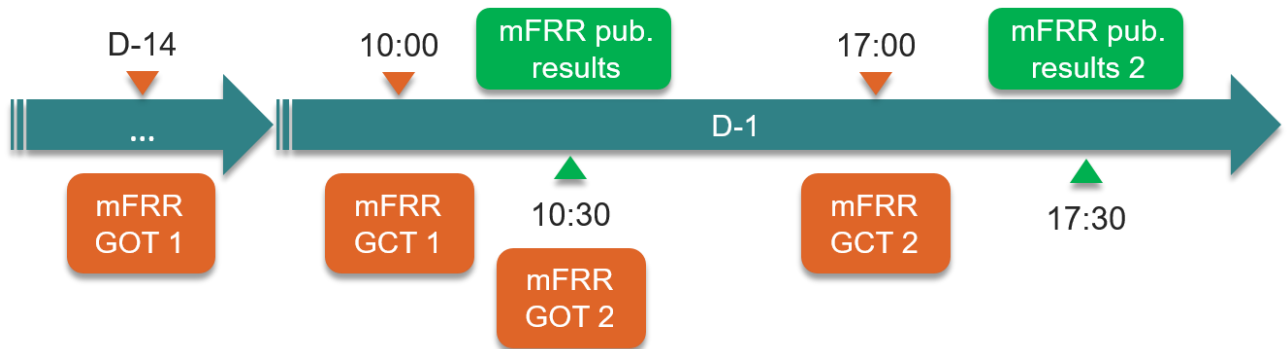 D-14
10:00
mFRR pub.
results
17:00
mFRR pub.
results 2
...
D-1
mFRR
GOT 1
mFRR
GCT 1
10:30
mFRR
GOT 2
mFRR
GCT 2
17:30